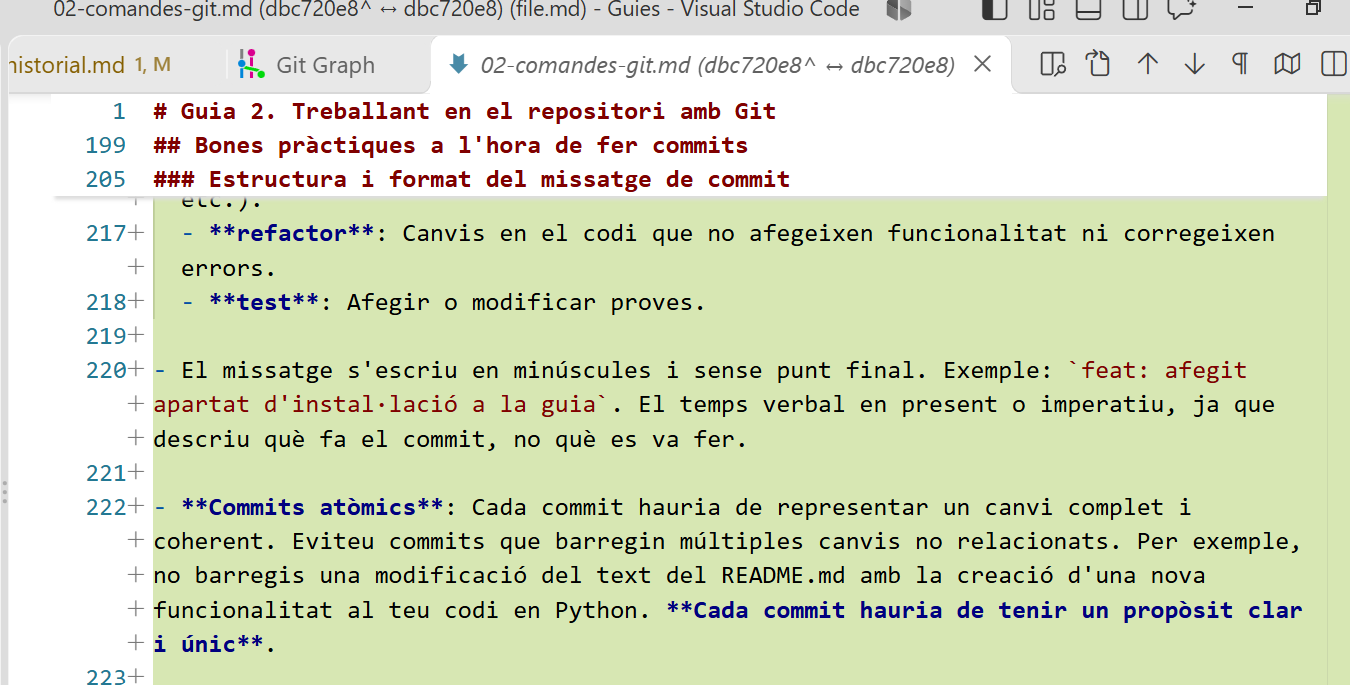 02-comandes-git.md (dbc720e8^ ↔ dbc720e8) (file.md) - Guies - Visual Studio Code
historial.md 1, M Git Graph 02-comandes-git.md (dbc720e8^ ↔ dbc720e8)
1 # Guia 2. Treballant en el repositori amb Git
199 ## Bones pràctiques a l'hora de fer commits
205 ### Estructura i format del missatge de commit
+ etc.).
217+ - **refactor**: Canvis en el codi que no afegeixen funcionalitat ni corregeixen
+ errors.
218+ - **test**: Afegir o modificar proves.
219+
220+ - El missatge s'escriu en minúscules i sense punt final. Exemple: `feat: afegit
+ apartat d'instal·lació a la guia`. El temps verbal en present o imperatiu, ja que
+ descriu què fa el commit, no què es va fer.
221+
222+ - **Commits atòmics**: Cada commit hauria de representar un canvi complet i
+ coherent. Eviteu commits que barregin múltiples canvis no relacionats. Per exemple,
+ no barregis una modificació del text del README.md amb la creació d'una nova
+ funcionalitat al teu codi en Python. **Cada commit hauria de tenir un propòsit clar
+ i únic**.
223+